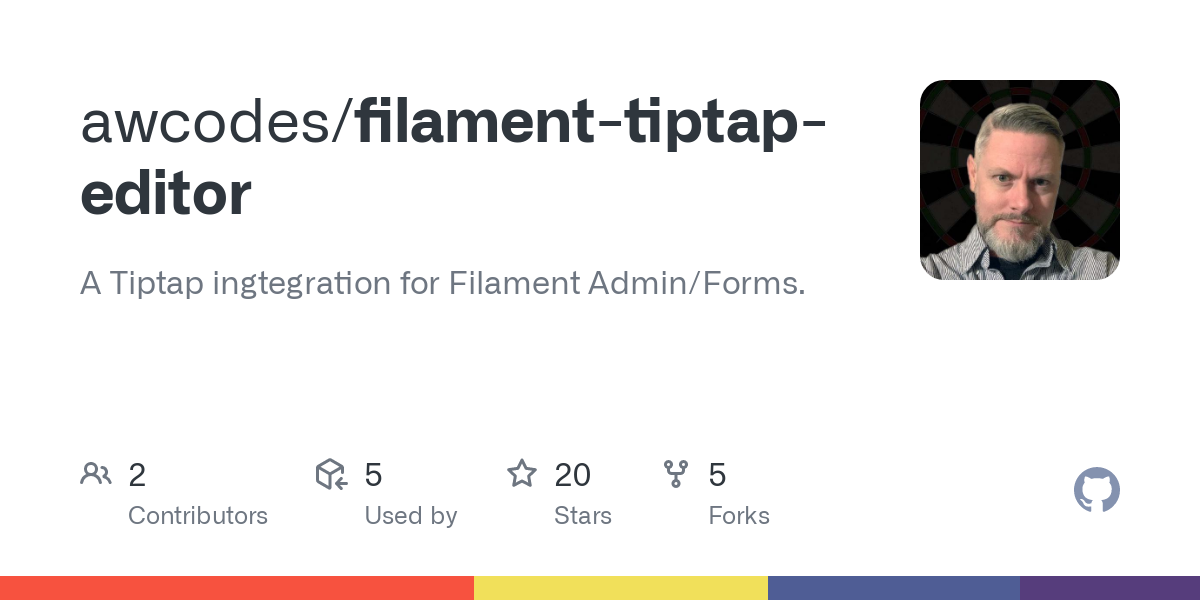 awcodes/filament-tiptap-
editor
A Tiptap ingtegration for Filament Admin/Forms.
2 5 20 5
Contributors Used by Stars Forks